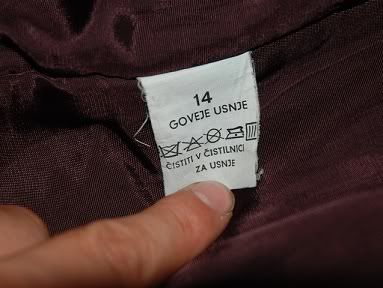 14
GOVEJE USNJE
ČISTITI V ČISTILNICI
ZA USNJE